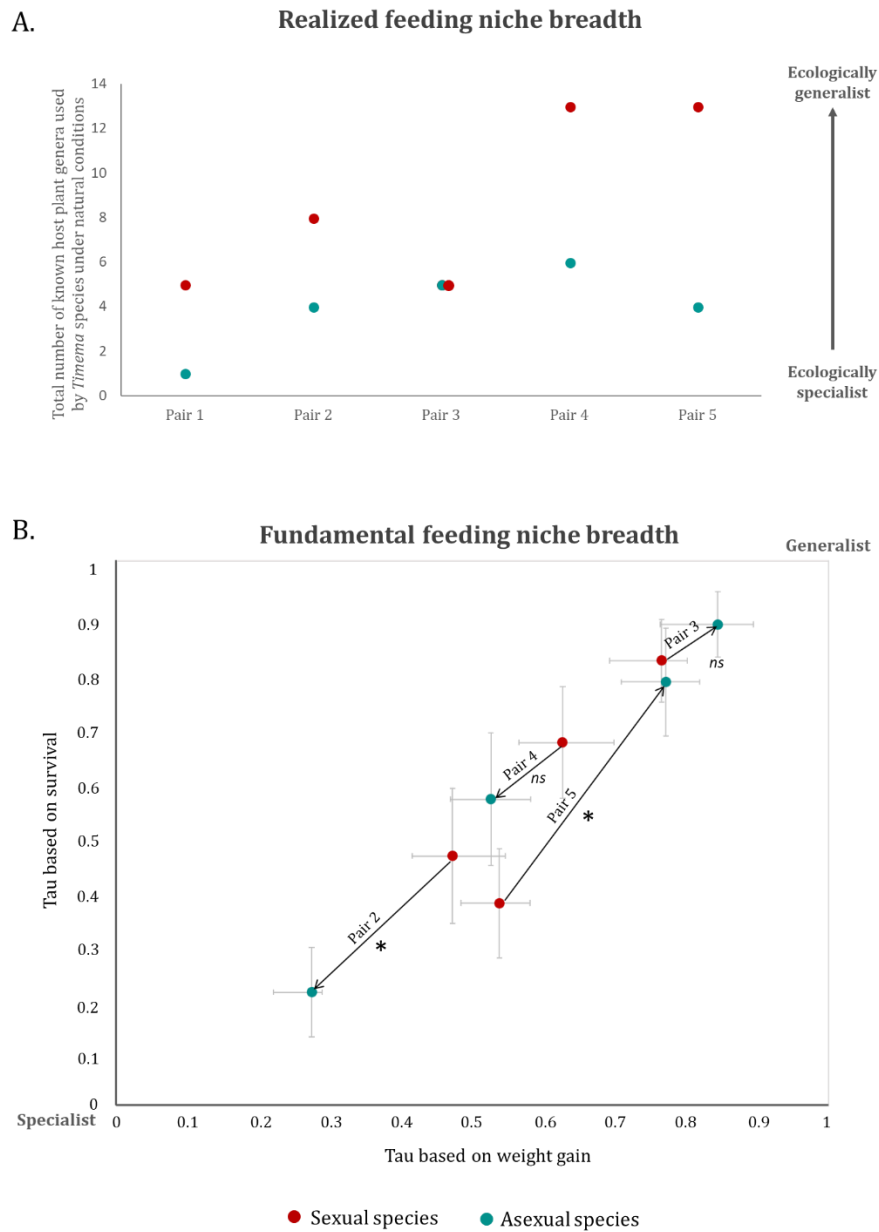 A.
Realized feeding niche breadth
Total number of known host plant genera used
by Timema species under natural conditions
14
12
10
8
6
4
2
0
Pair 1
Pair 2
Pair 3
Pair 4
Pair 5
Ecologically
generalist
Ecologically
specialist
B.
Fundamental feeding niche breadth
Generalist
Tau based on survival
1
0.9
0.8
0.7
0.6
0.5
0.4
0.3
0.2
0.1
0
Pair 3
ns
Pair 4
ns
Pair 5
*
Pair 2
*
Specialist
0
0.1
0.2
0.3
0.4
0.5
0.6
0.7
0.8
0.9
1
Tau based on weight gain
Sexual species
Asexual species